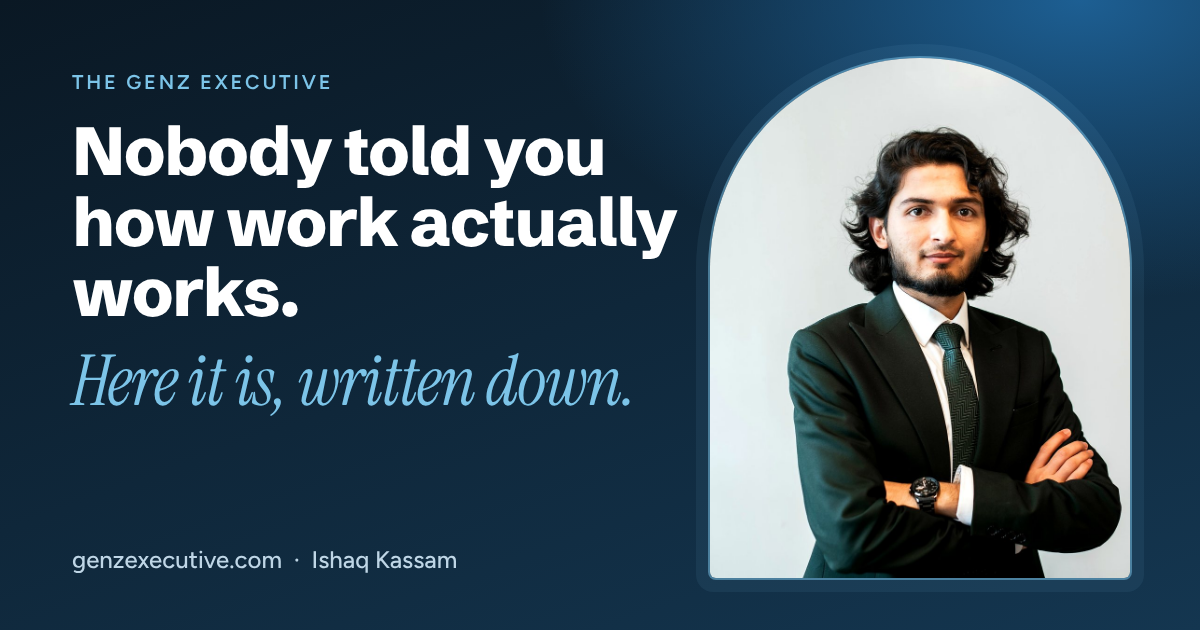 THE GENZ EXECUTIVE
Nobody told you
how work actually
works.
Here it is, written down.
genzexecutive.com · Ishaq Kassam